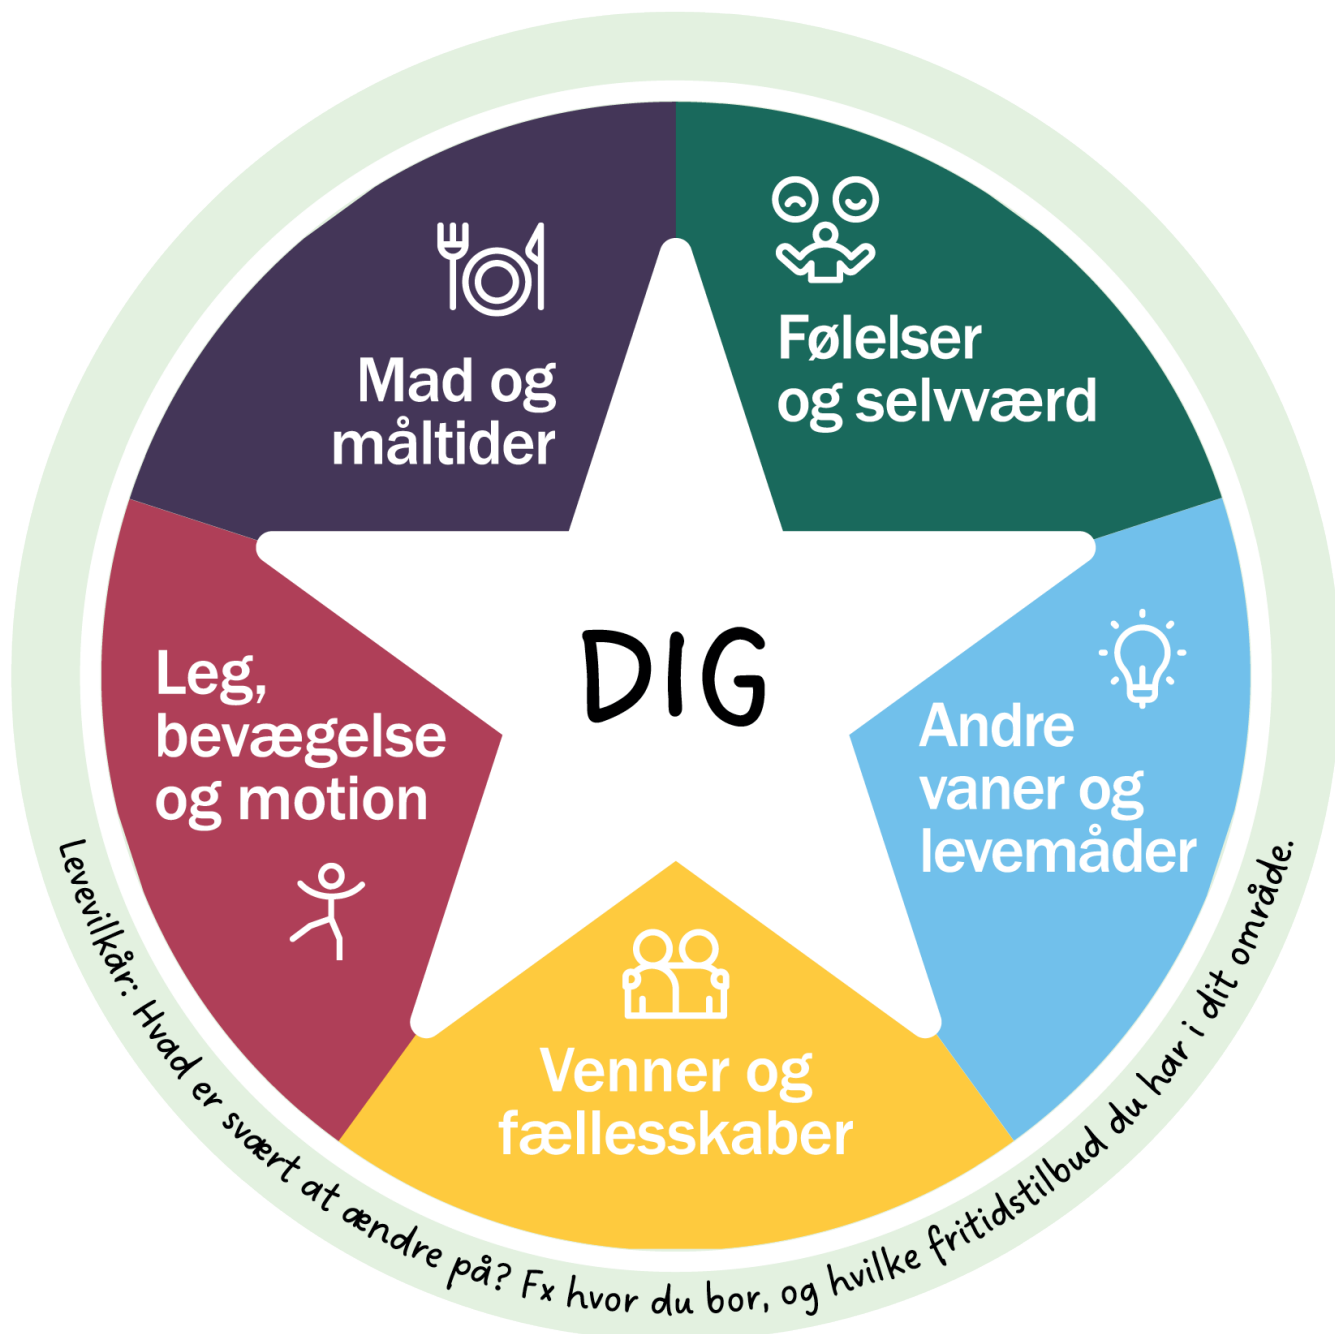 Mad og
måltider
Følelser
og selvværd
Leg,
bevægelse
og motion
DIG
Andre
vaner og
levemåder
Venner og
fællesskaber
Levevilkår: Hvad er svært at ændre på? Fx hvor du bor, og hvilke fritidstilbud du har i dit område.